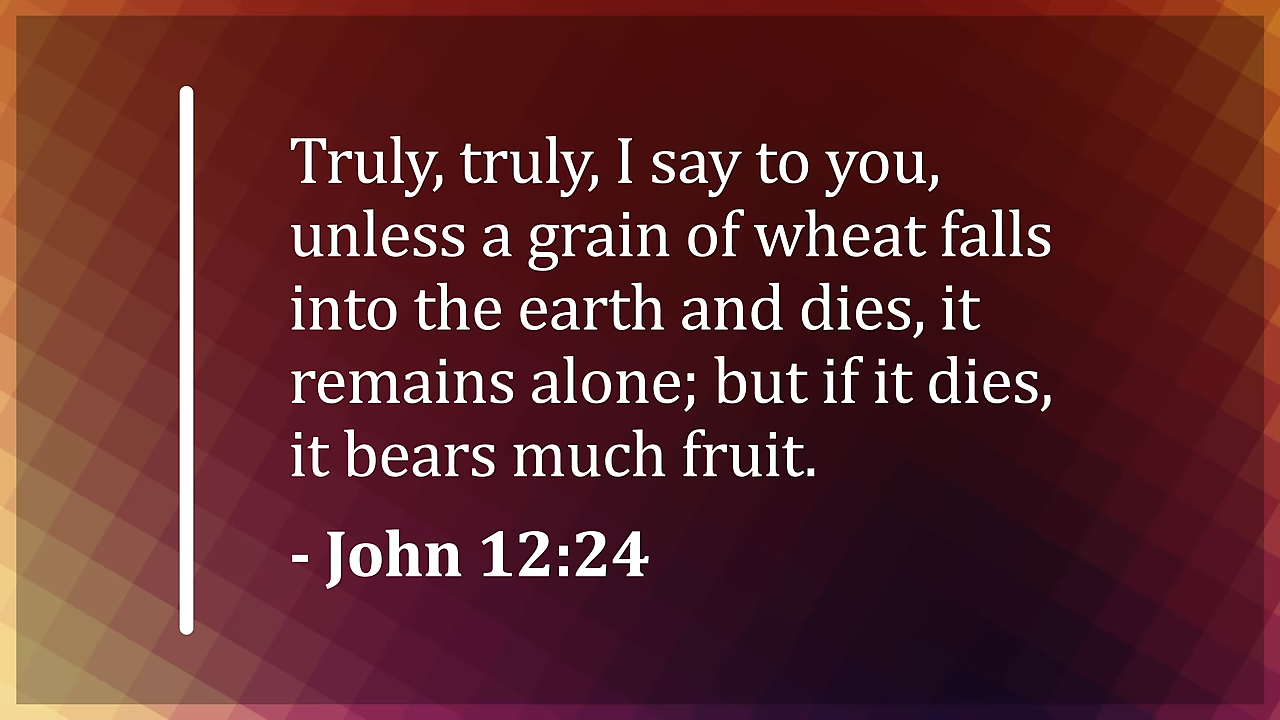 Truly, truly, I say to you,
unless a grain of wheat falls
into the earth and dies, it
remains alone; but if it dies,
it bears much fruit.
- John 12:24